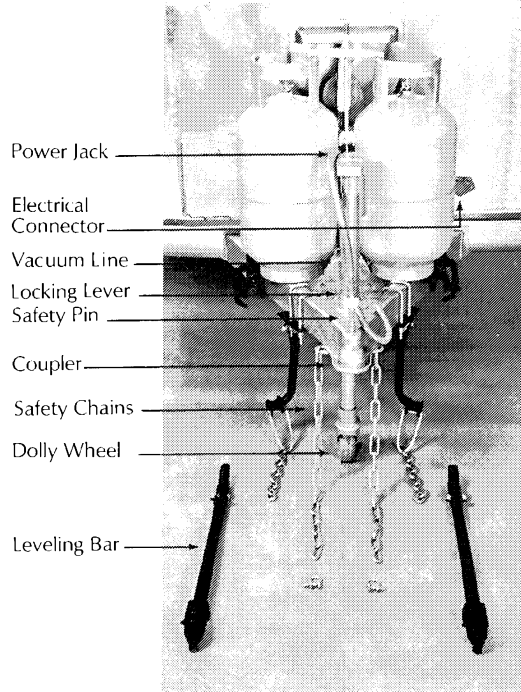 Power Jack
Electrical
Connector
Vacuum Line
Locking Lever
Safety Pin
Coupler
Safety Chains
Dolly Wheel
Leveling Bar